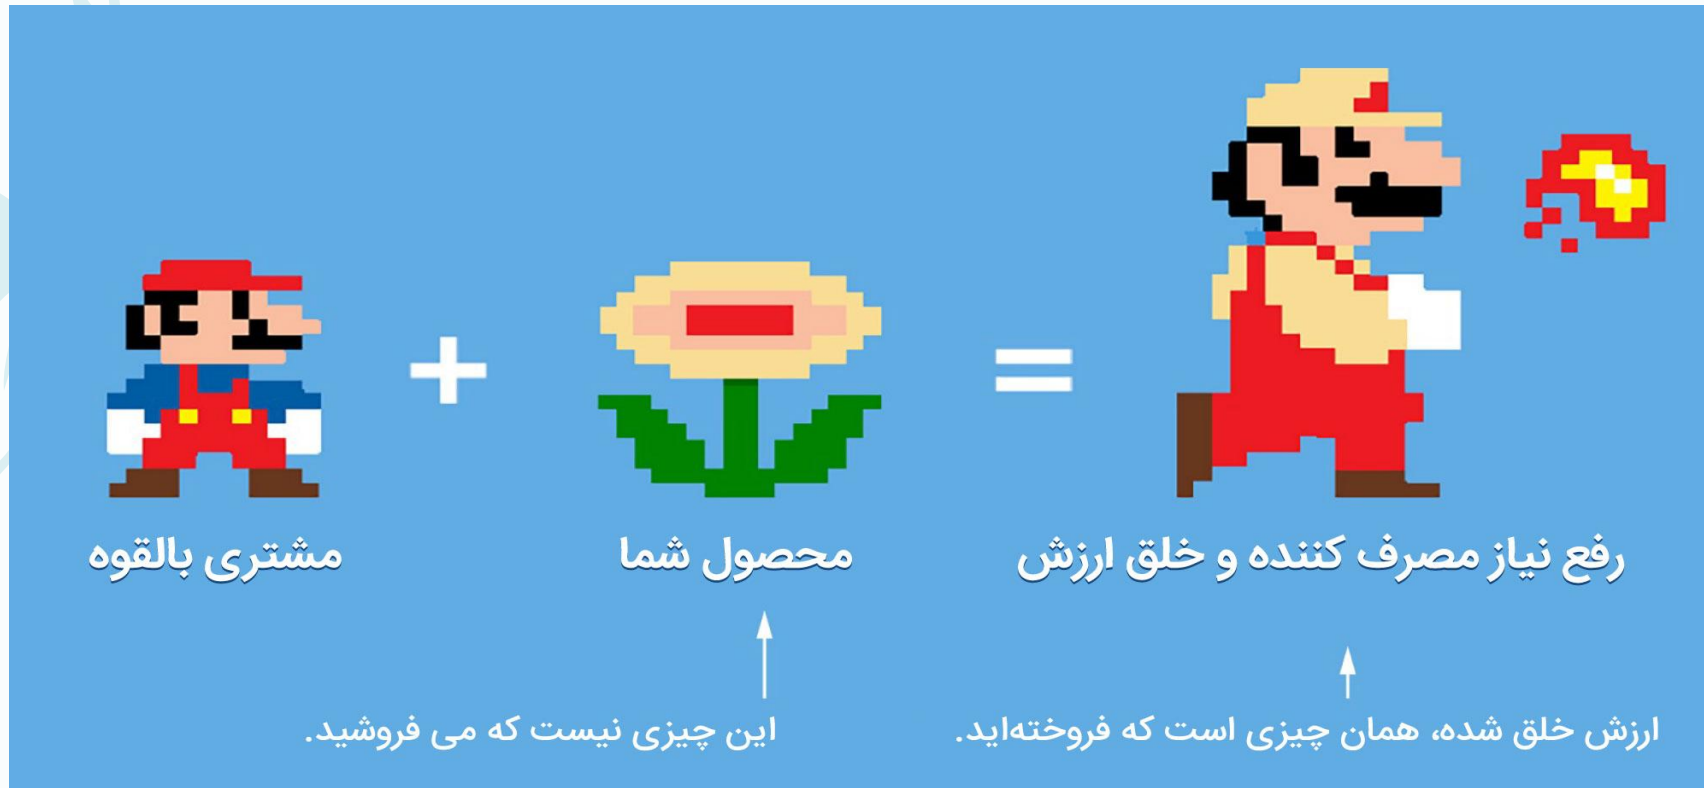 مشتری بالقوه
+
محصول شما
=
رفع نیاز مصرف کننده و خلق ارزش
این چیزی نیست که می فروشید.
ارزش خلق شده، همان چیزی است که فروخته‌اید.